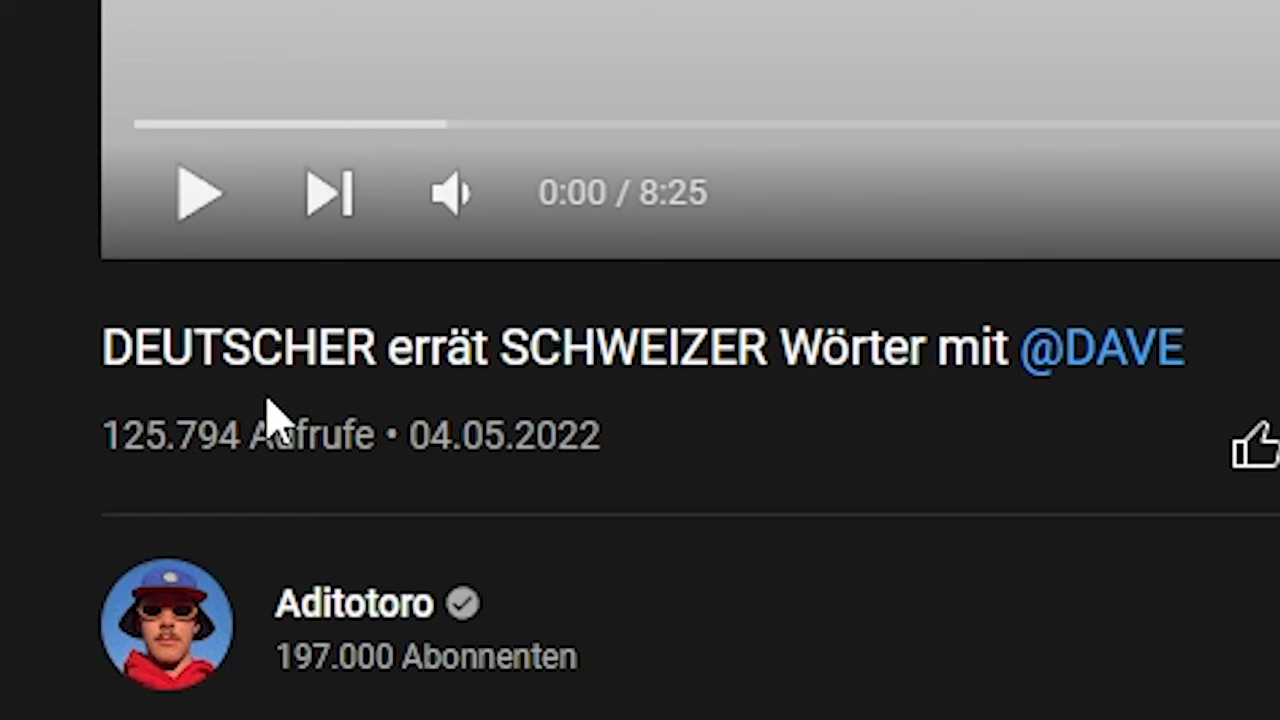 0:00 / 8:25
DEUTSCHER errät SCHWEIZER Wörter mit @DAVE
125.794 Aufrufe • 04.05.2022
Aditotoro
197.000 Abonnenten